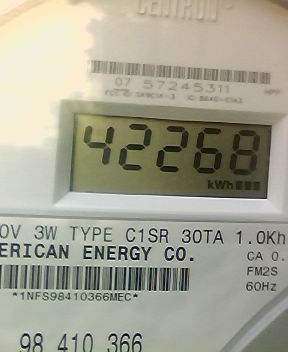 CENTRON
07 57245311
42268
kWh
0V 3W TYPE C1SR 30TA 1.0Kh
ERICAN ENERGY CO. CA 0.
FM2S
*1NFS98410366MEC* 60Hz
98 410 366